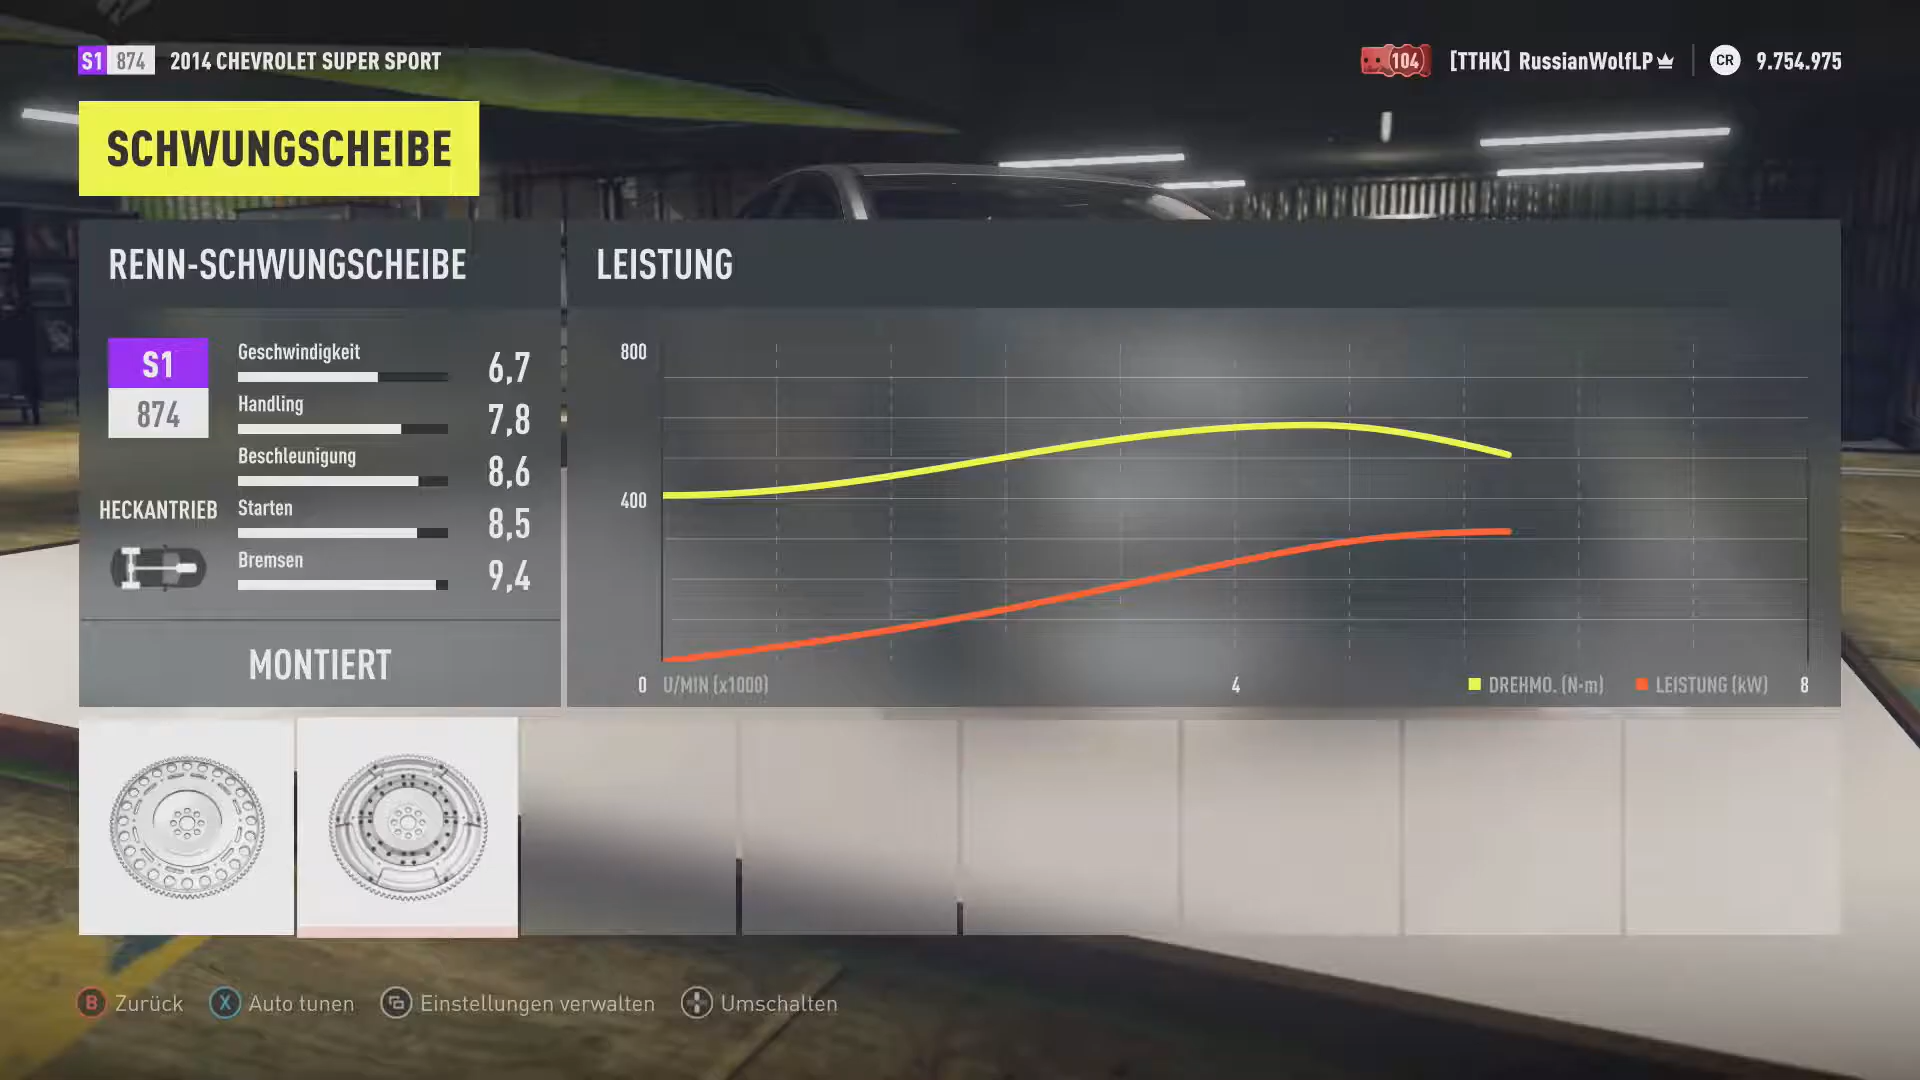 S1 874 2014 CHEVROLET SUPER SPORT
104 [TTHK] RussianWolfLP CR 9.754.975
SCHWUNGSCHEIBE
RENN-SCHWUNGSCHEIBE
S1
874
HECKANTRIEB
Geschwindigkeit 6,7
Handling 7,8
Beschleunigung 8,6
Starten 8,5
Bremsen 9,4
MONTIERT
LEISTUNG
800
400
0 U/MIN (x1000) 4 DREHMO. (N-m) LEISTUNG (kW) 8
B Zurück X Auto tunen Einstellungen verwalten Umschalten